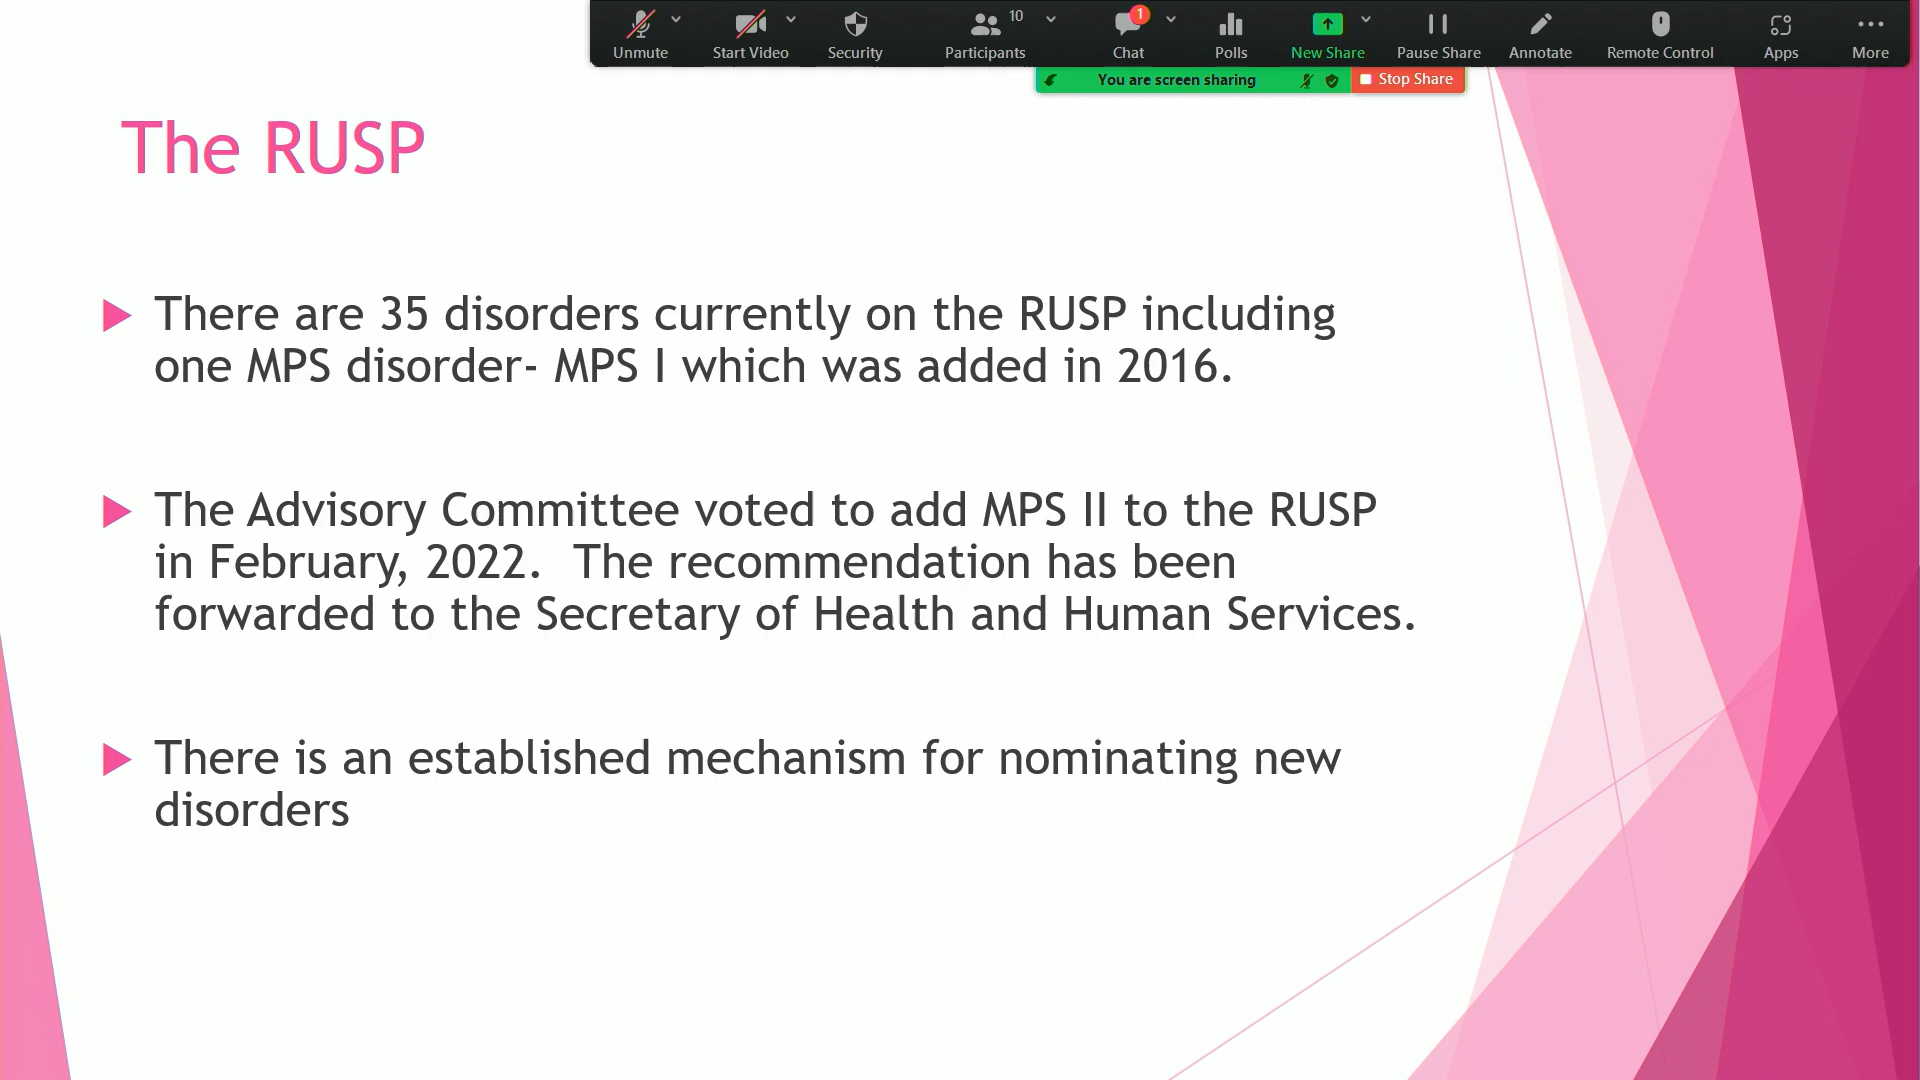 Unmute Start Video Security Participants 10 Chat 1 Polls New Share Pause Share Annotate Remote Control Apps More
You are screen sharing Stop Share
The RUSP
There are 35 disorders currently on the RUSP including
one MPS disorder- MPS I which was added in 2016.
The Advisory Committee voted to add MPS II to the RUSP
in February, 2022.  The recommendation has been
forwarded to the Secretary of Health and Human Services.
There is an established mechanism for nominating new
disorders